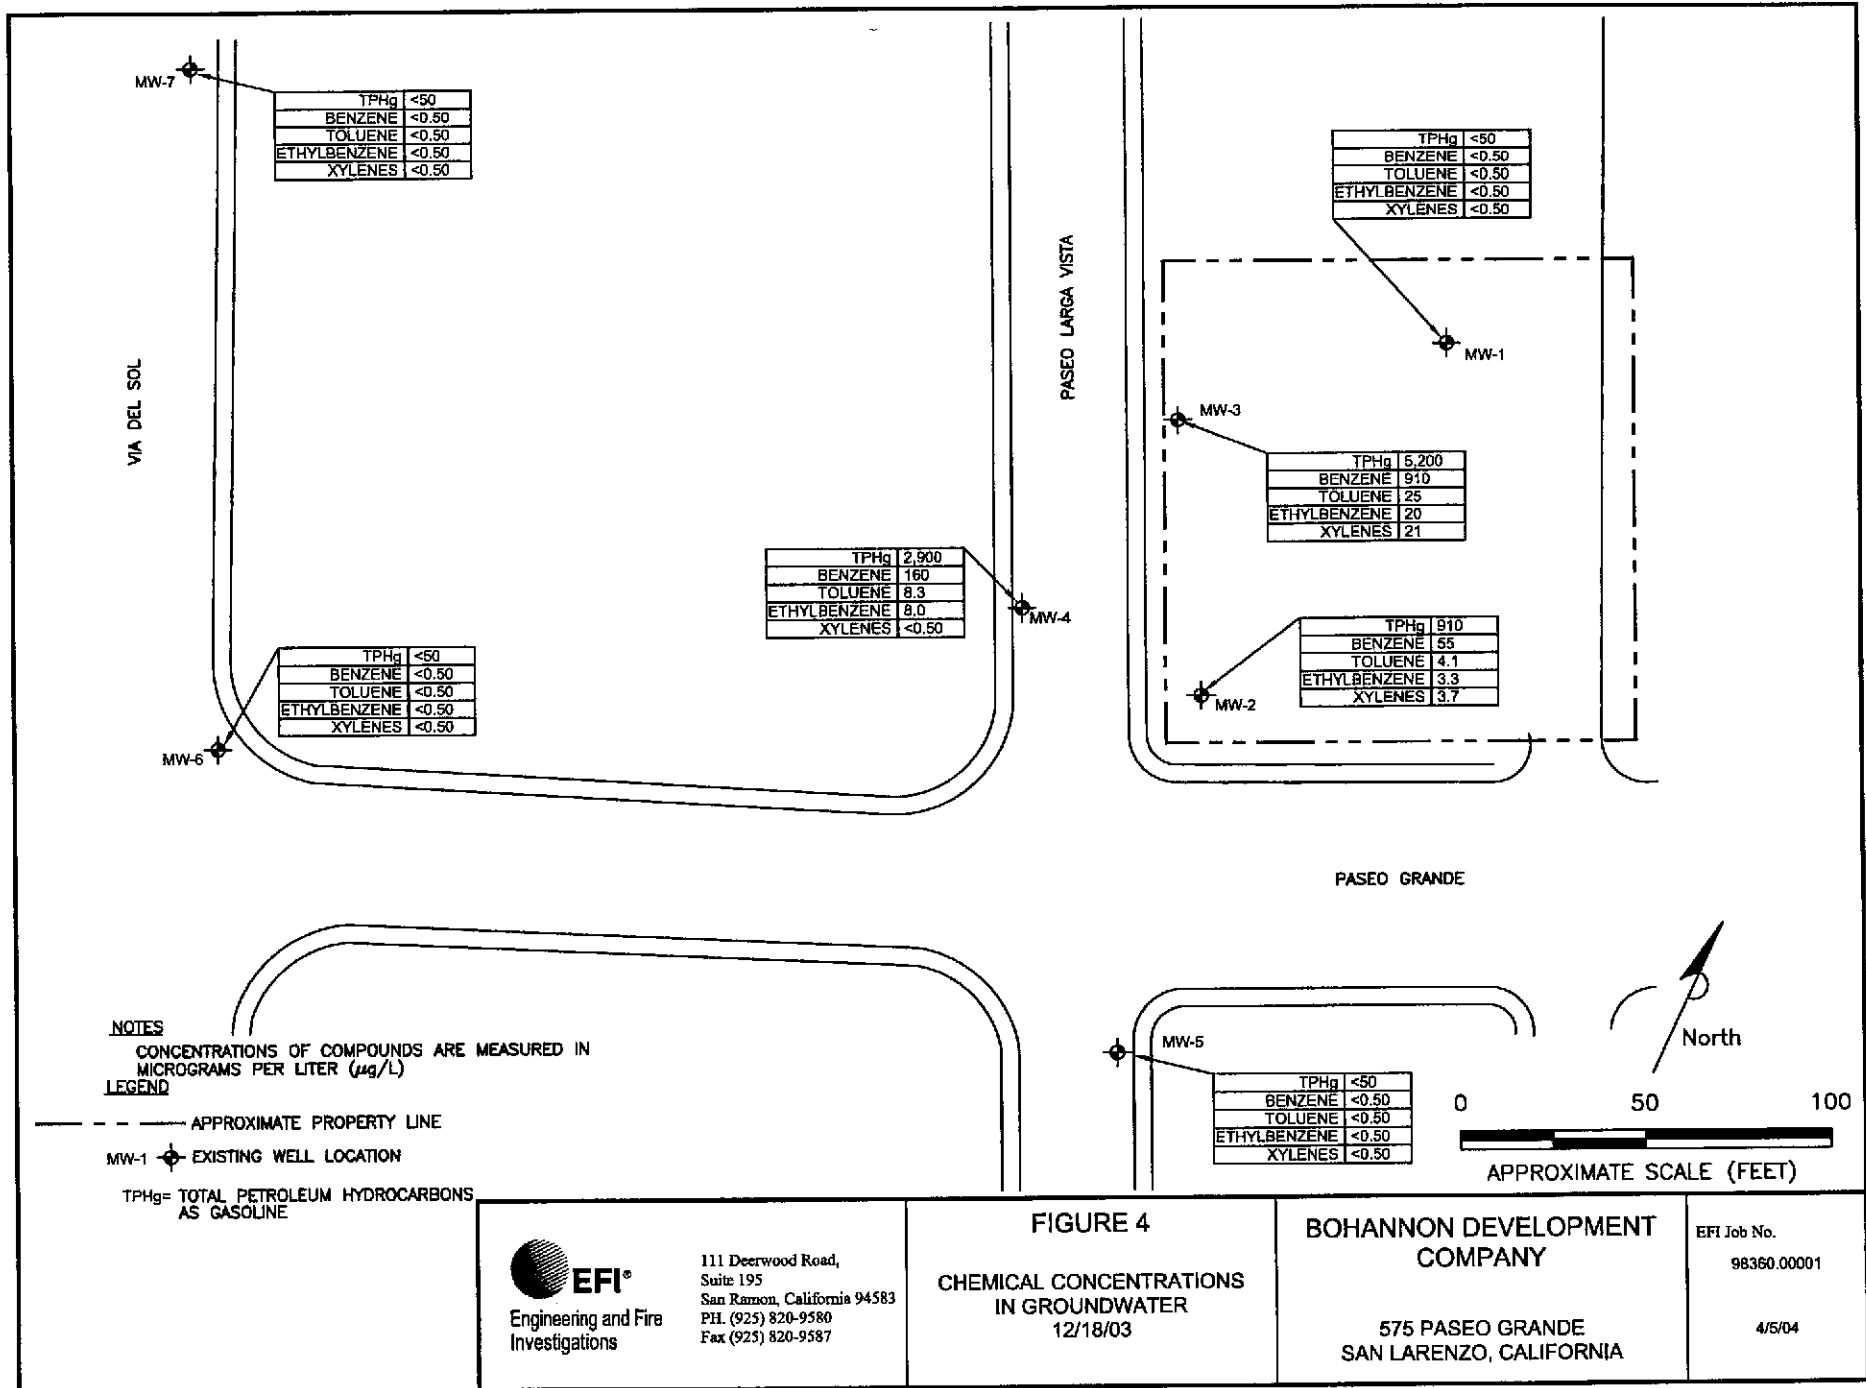 MW-7
TPHg <50
BENZENE <0.50
TOLUENE <0.50
ETHYLBENZENE <0.50
XYLENES <0.50
TPHg <50
BENZENE <0.50
TOLUENE <0.50
ETHYLBENZENE <0.50
XYLENES <0.50
MW-1
VIA DEL SOL
PASEO LARGA VISTA
MW-3
TPHg 5,200
BENZENE 910
TOLUENE 25
ETHYLBENZENE 20
XYLENES 21
TPHg 2,900
BENZENE 160
TOLUENE 8.3
ETHYLBENZENE 8.0
XYLENES <0.50
MW-4
TPHg 910
BENZENE 55
TOLUENE 4.1
ETHYLBENZENE 3.3
XYLENES 3.7
MW-2
TPHg <50
BENZENE <0.50
TOLUENE <0.50
ETHYLBENZENE <0.50
XYLENES <0.50
MW-6
PASEO GRANDE
North
MW-5
TPHg <50
BENZENE <0.50
TOLUENE <0.50
ETHYLBENZENE <0.50
XYLENES <0.50
0 50 100
APPROXIMATE SCALE (FEET)
NOTES
CONCENTRATIONS OF COMPOUNDS ARE MEASURED IN
MICROGRAMS PER LITER (µg/L)
LEGEND
APPROXIMATE PROPERTY LINE
MW-1 EXISTING WELL LOCATION
TPHg= TOTAL PETROLEUM HYDROCARBONS
AS GASOLINE
EFI®
Engineering and Fire
Investigations
111 Deerwood Road,
Suite 195
San Ramon, California 94583
PH. (925) 820-9580
Fax (925) 820-9587
FIGURE 4
CHEMICAL CONCENTRATIONS
IN GROUNDWATER
12/18/03
BOHANNON DEVELOPMENT
COMPANY
575 PASEO GRANDE
SAN LARENZO, CALIFORNIA
EFI Job No.
98360.00001
4/5/04